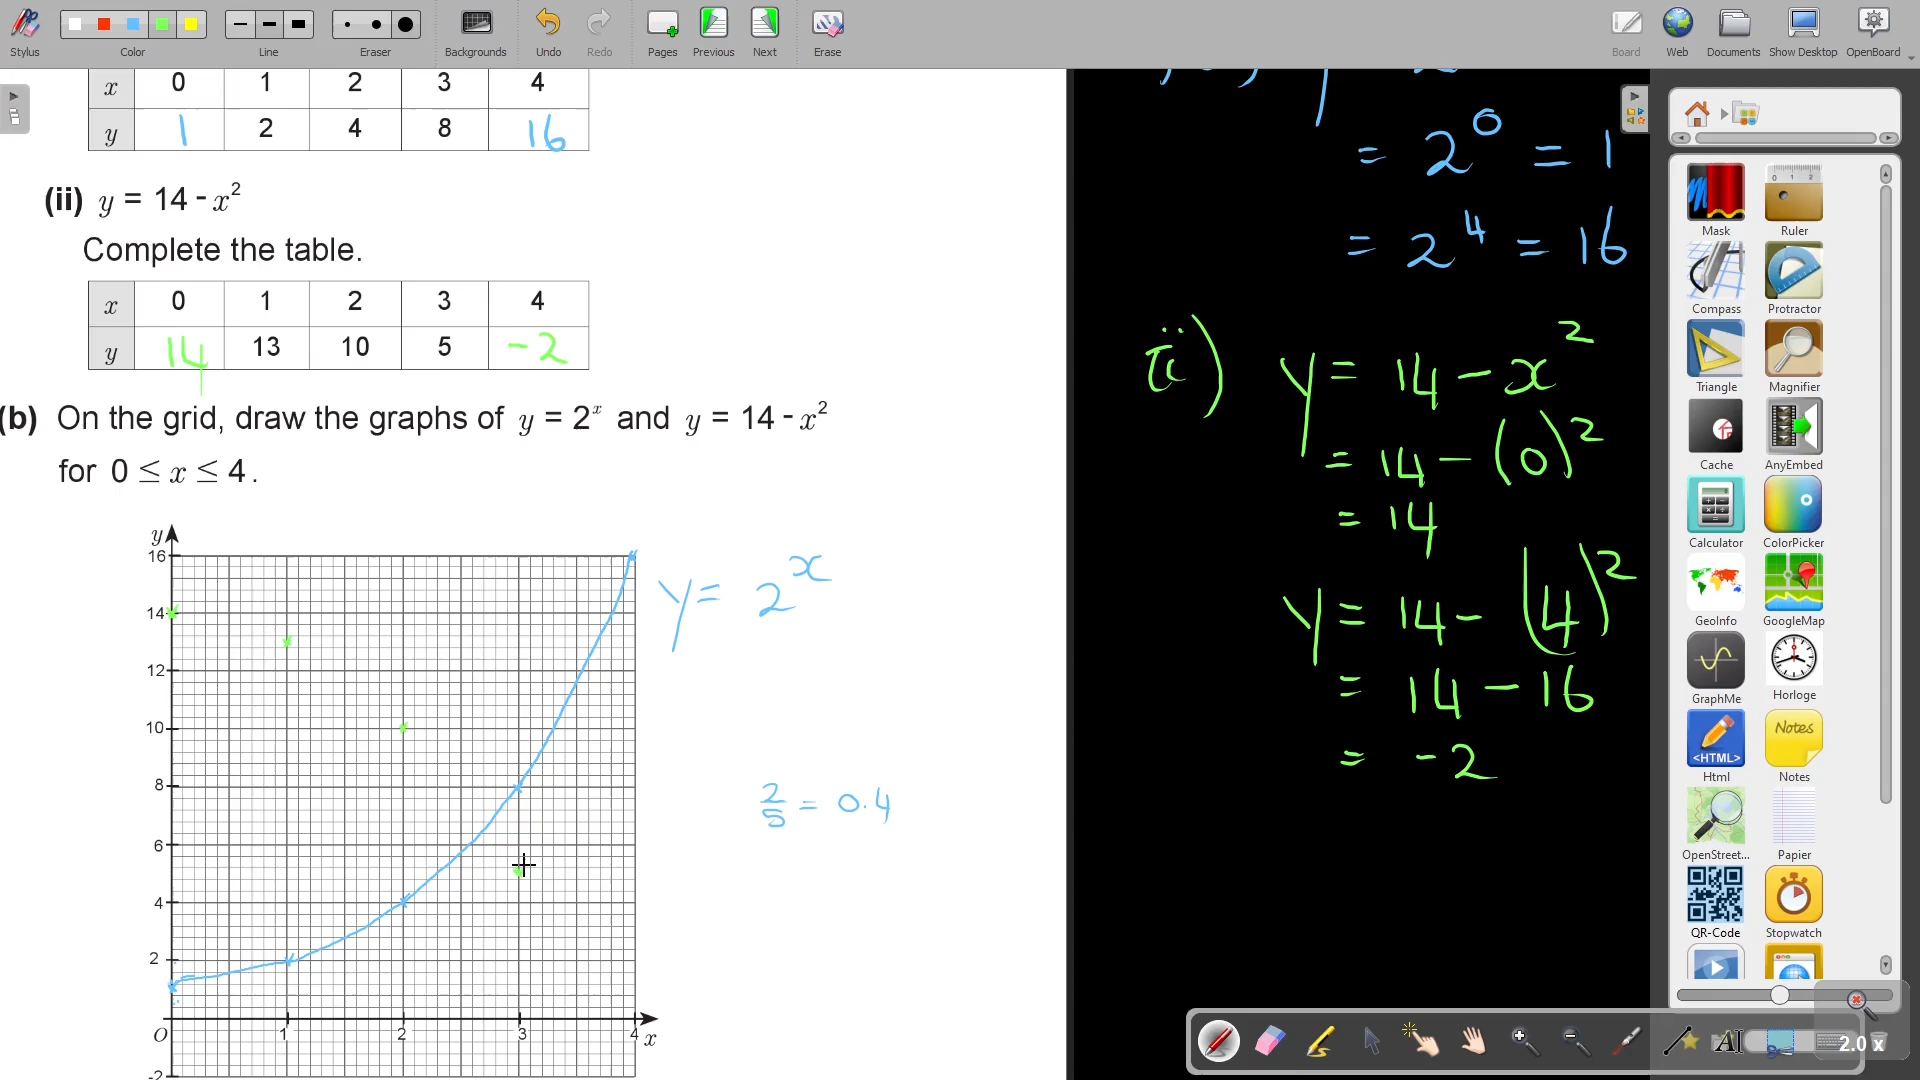 Stylus Color Line Eraser Backgrounds Undo Redo Pages Previous Next Erase Board Web Documents Show Desktop OpenBoard
x 0 1 2 3 4
y 1 2 4 8 16
(ii) y = 14 - x²
Complete the table.
x 0 1 2 3 4
y 14 13 10 5 -2
(b) On the grid, draw the graphs of y = 2ˣ and y = 14 - x²
for 0 ≤ x ≤ 4.
y
16
14
12
10
8
6
4
2
O 1 2 3 4 x
-2
y = 2ˣ
2/5 = 0.4
= 2⁰ = 1
= 2⁴ = 16
ii) y = 14 - x²
= 14 - (0)²
= 14
y = 14 - (4)²
= 14 - 16
= -2
Mask Ruler
Compass Protractor
Triangle Magnifier
Cache AnyEmbed
Calculator ColorPicker
GeoInfo GoogleMap
GraphMe Horloge
<HTML> Notes
Html Notes
OpenStreet... Papier
QR-Code Stopwatch
AI 2.0 x